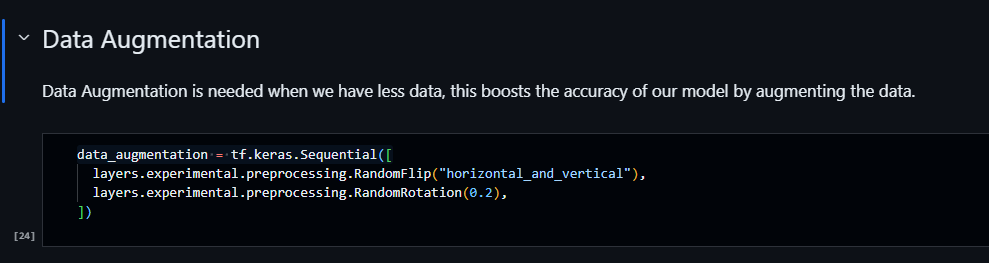 Data Augmentation
Data Augmentation is needed when we have less data, this boosts the accuracy of our model by augmenting the data.
data_augmentation = tf.keras.Sequential([
  layers.experimental.preprocessing.RandomFlip("horizontal_and_vertical"),
  layers.experimental.preprocessing.RandomRotation(0.2),
])
[24]